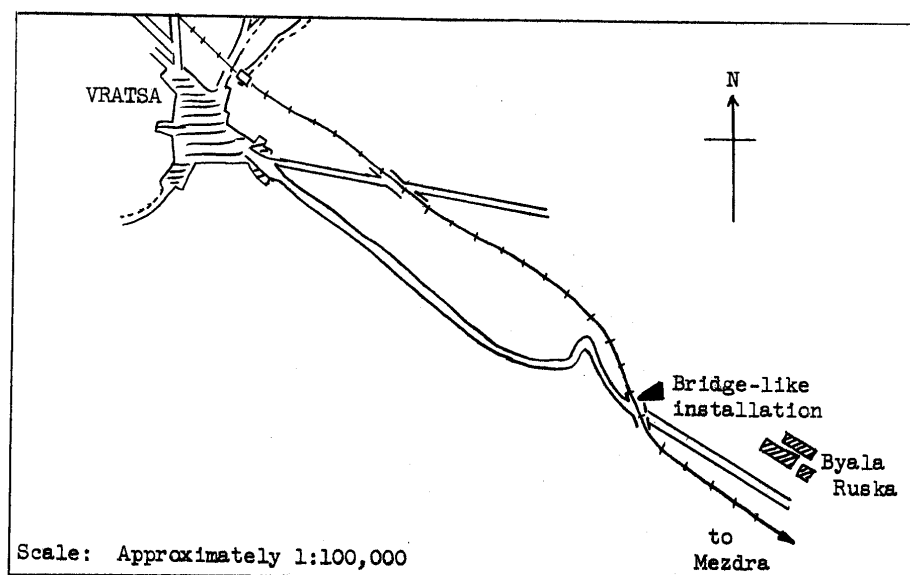 VRATSA
N
Bridge-like
installation
Byala
Ruska
to
Mezdra
Scale: Approximately 1:100,000